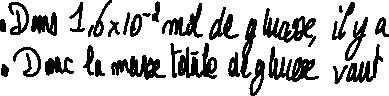 • Dans 1,6×10⁻² mol de glucose, il y a
• Donc la masse totale de glucose vaut